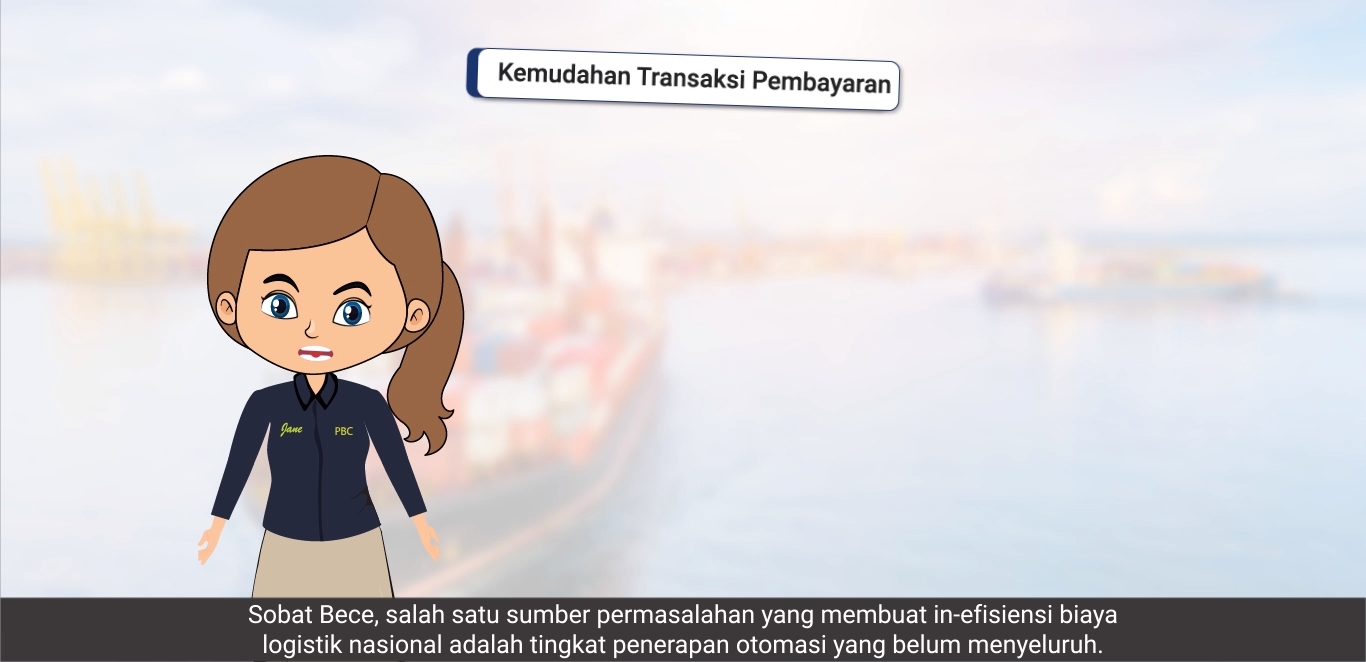 Kemudahan Transaksi Pembayaran
Jane
PBC
Sobat Bece, salah satu sumber permasalahan yang membuat in-efisiensi biaya
logistik nasional adalah tingkat penerapan otomasi yang belum menyeluruh.